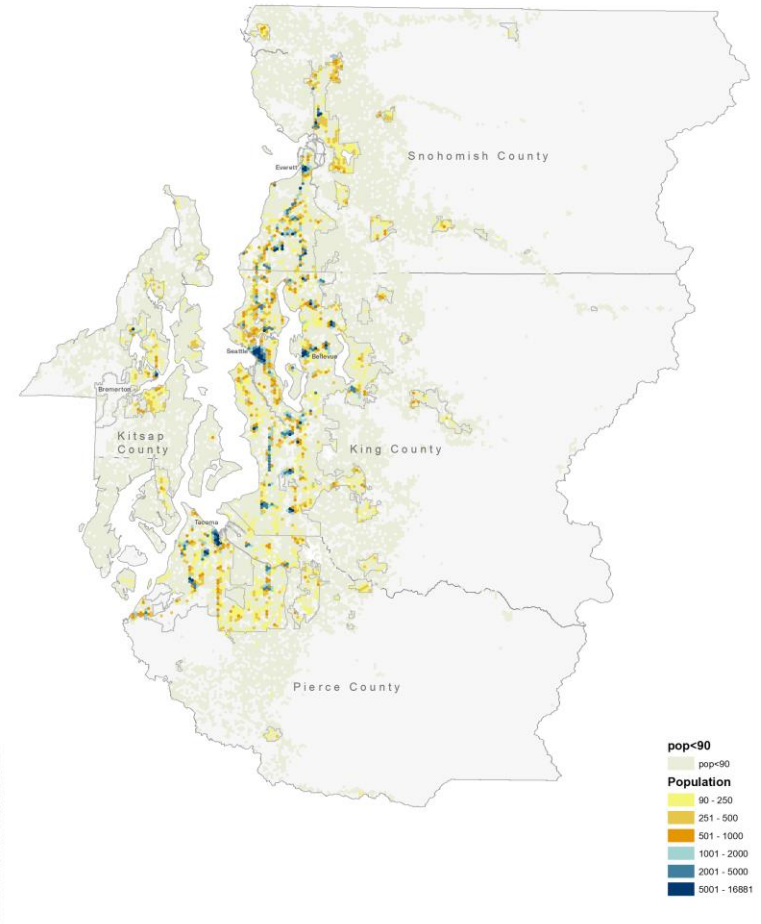 Snohomish County
Everett
Seattle
Bellevue
Bremerton
Kitsap
County
King County
Tacoma
Pierce County
pop<90
pop<90
Population
90 - 250
251 - 500
501 - 1000
1001 - 2000
2001 - 5000
5001 - 16881